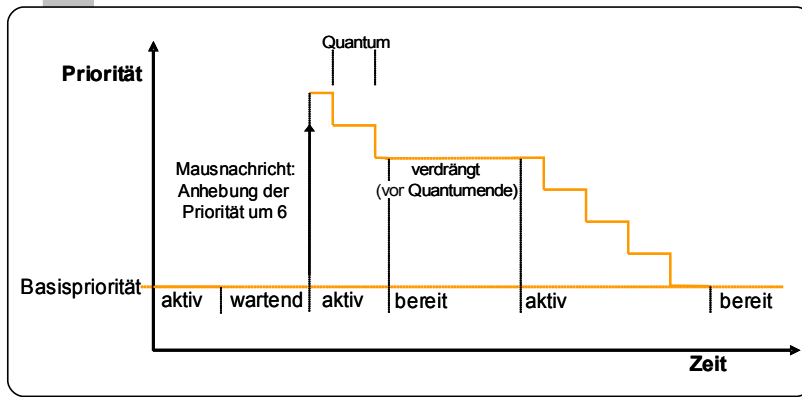 Quantum
Priorität
Mausnachricht:
Anhebung der
Priorität um 6
verdrängt
(vor Quantumende)
Basispriorität
aktiv
wartend
aktiv
bereit
aktiv
bereit
Zeit